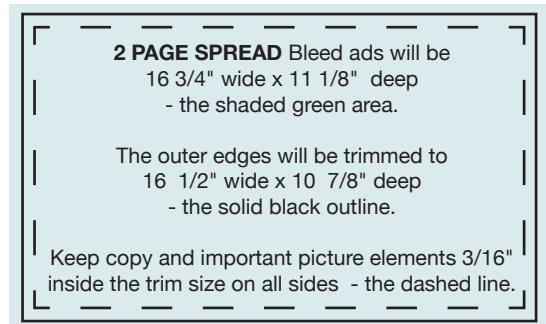 2 PAGE SPREAD Bleed ads will be
16 3/4" wide x 11 1/8" deep
- the shaded green area.
The outer edges will be trimmed to
16 1/2" wide x 10 7/8" deep
- the solid black outline.
Keep copy and important picture elements 3/16"
inside the trim size on all sides - the dashed line.